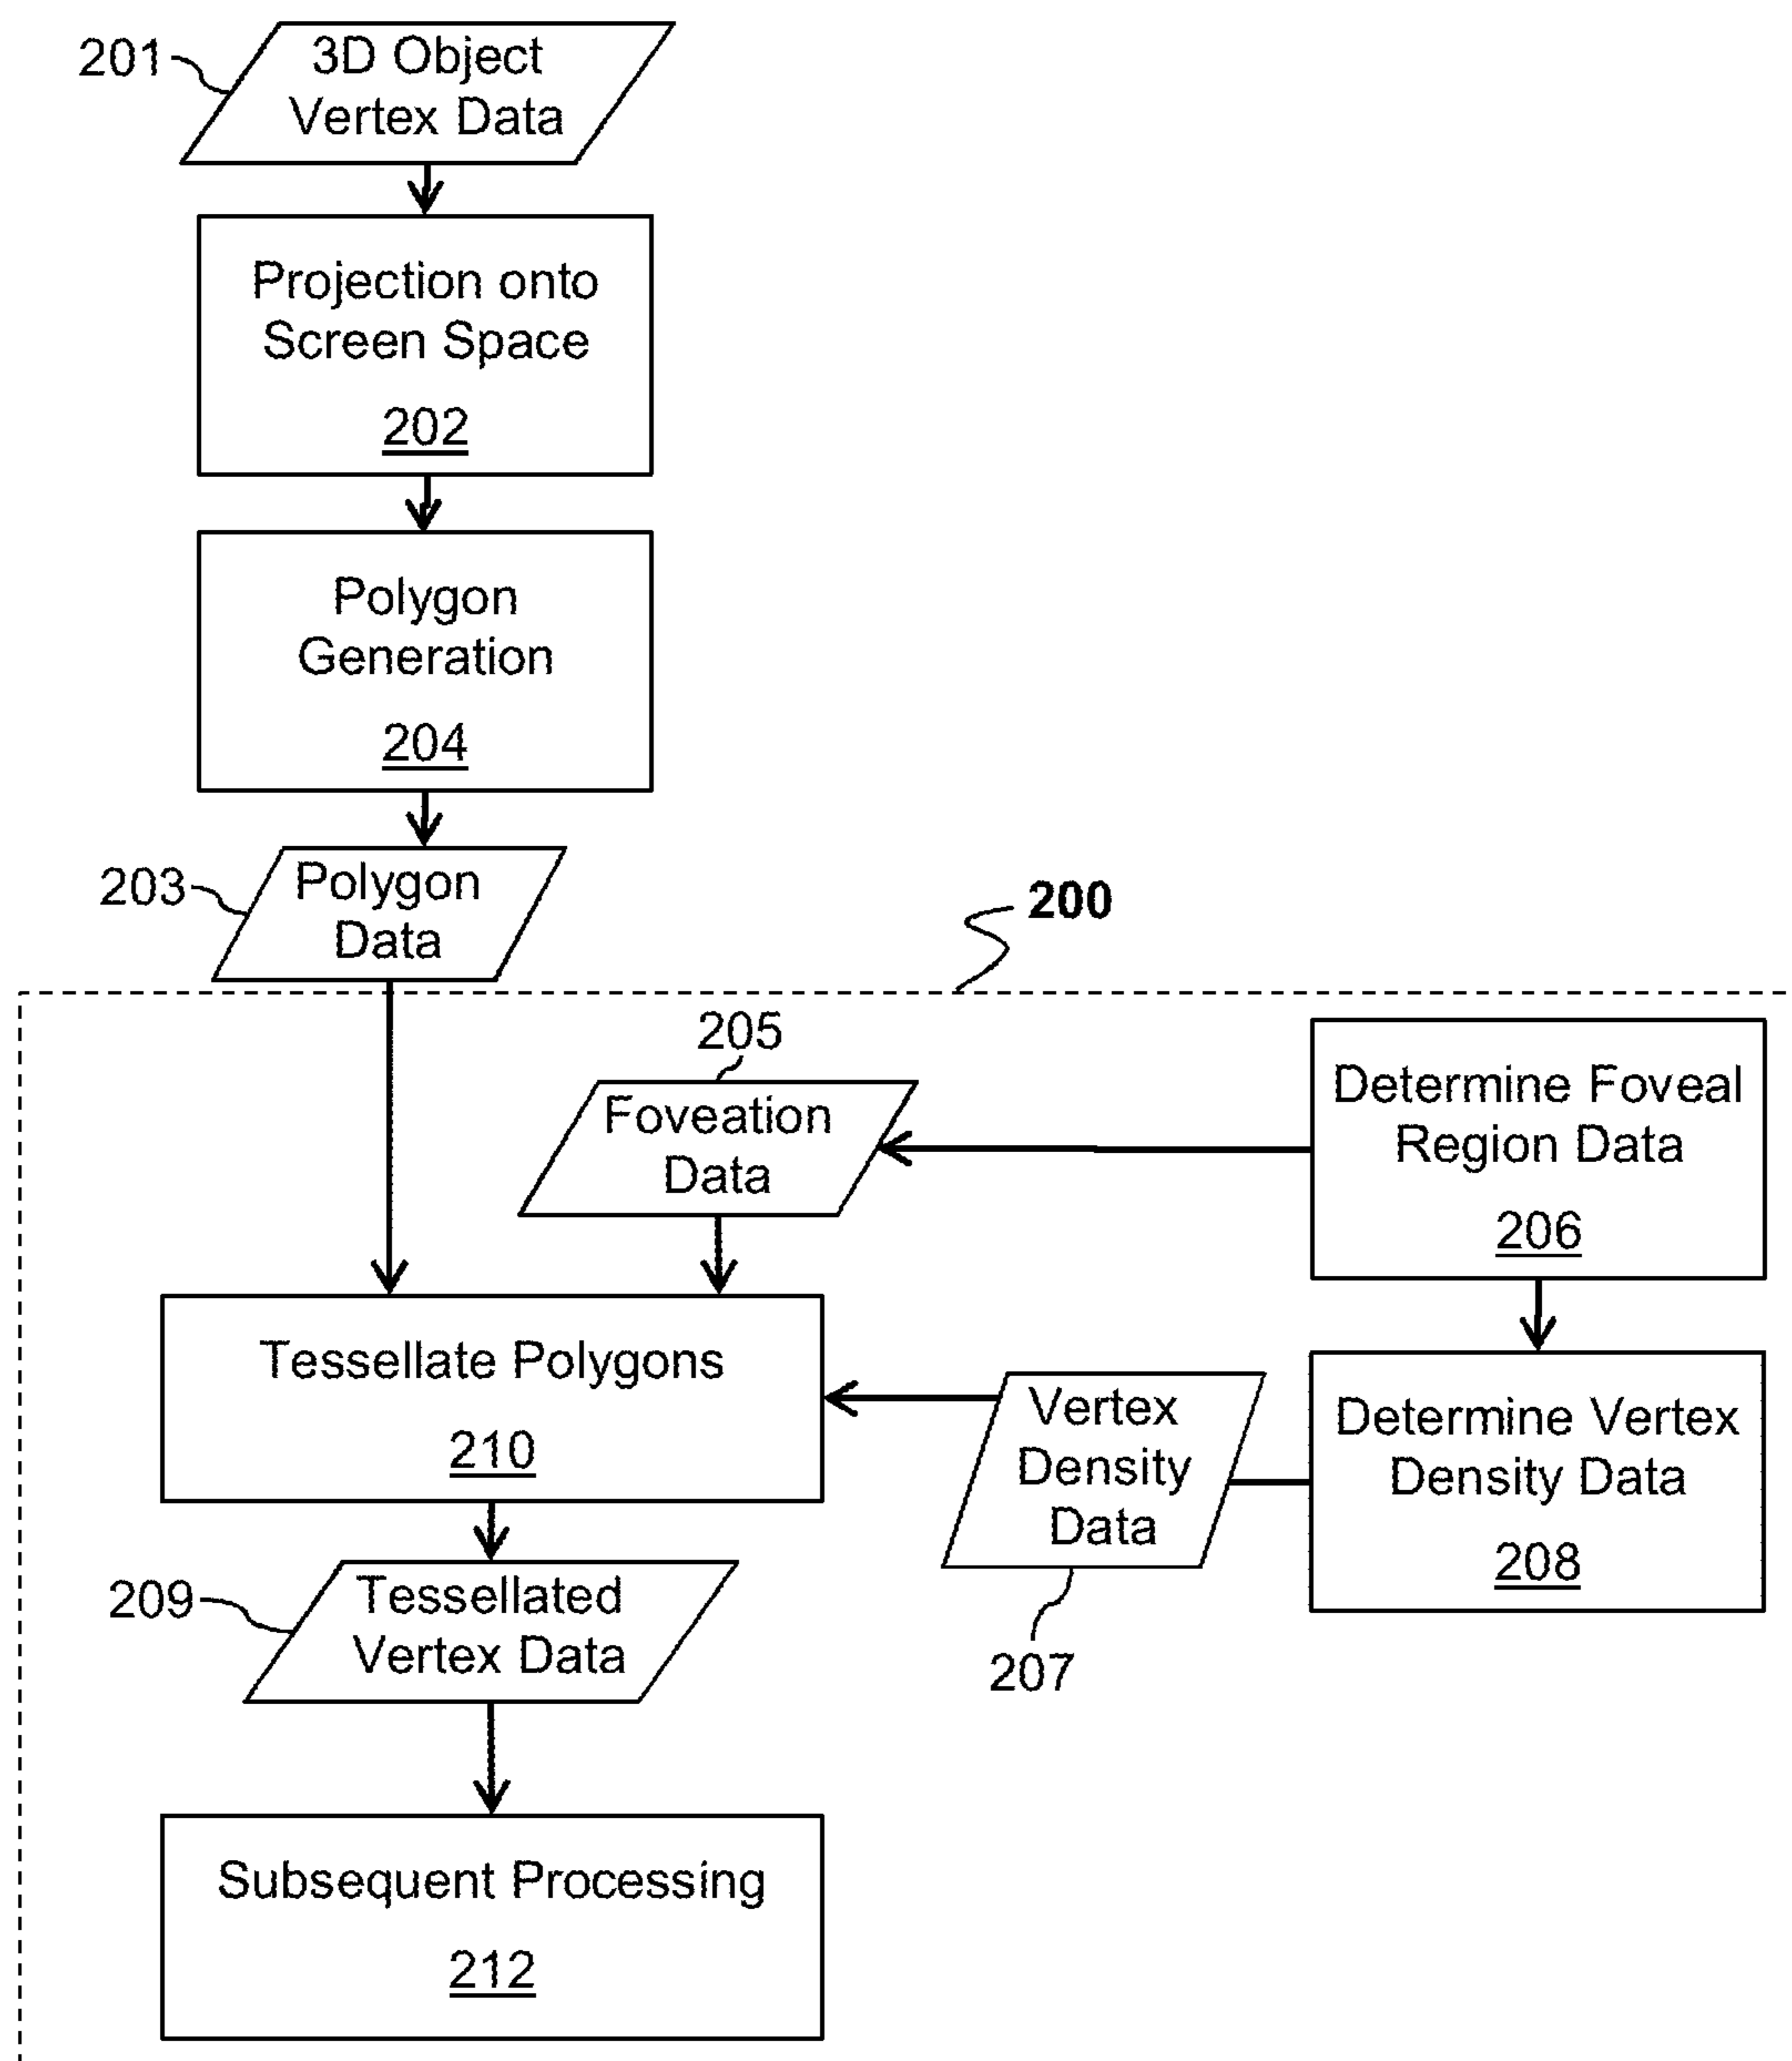 201
3D Object
Vertex Data
Projection onto
Screen Space
202
Polygon
Generation
204
203
Polygon
Data
200
205
Foveation
Data
Determine Foveal
Region Data
206
Tessellate Polygons
210
Vertex
Density
Data
207
Determine Vertex
Density Data
208
209
Tessellated
Vertex Data
Subsequent Processing
212